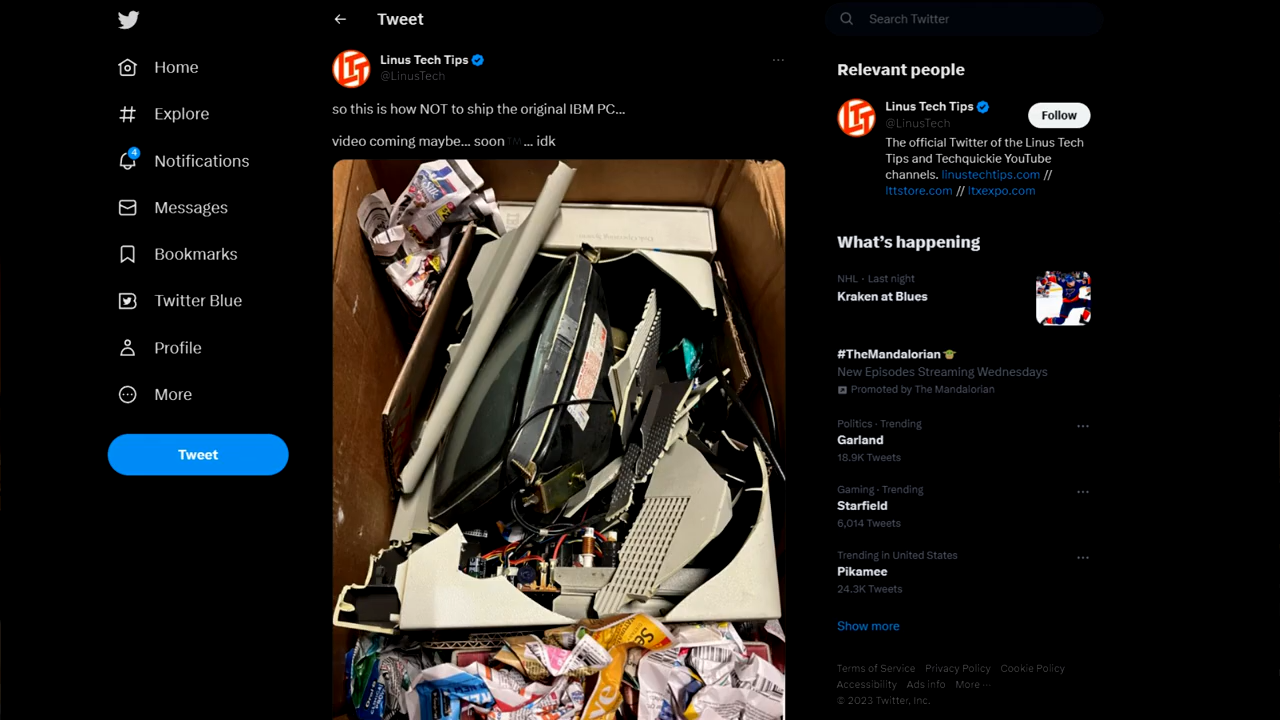 Tweet
Search Twitter
Home
Explore
4
Notifications
Messages
Bookmarks
Twitter Blue
Profile
More
Tweet
LTT
Linus Tech Tips
@LinusTech
so this is how NOT to ship the original IBM PC...
video coming maybe... soon™... idk
Relevant people
LTT
Linus Tech Tips
@LinusTech
Follow
The official Twitter of the Linus Tech
Tips and Techquickie YouTube
channels. linustechtips.com //
lttstore.com // ltxexpo.com
What's happening
NHL · Last night
Kraken at Blues
#TheMandalorian
New Episodes Streaming Wednesdays
Promoted by The Mandalorian
Politics · Trending
Garland
18.9K Tweets
Gaming · Trending
Starfield
6,014 Tweets
Trending in United States
Pikamee
24.3K Tweets
Show more
Terms of Service Privacy Policy Cookie Policy
Accessibility Ads info More ...
© 2023 Twitter, Inc.